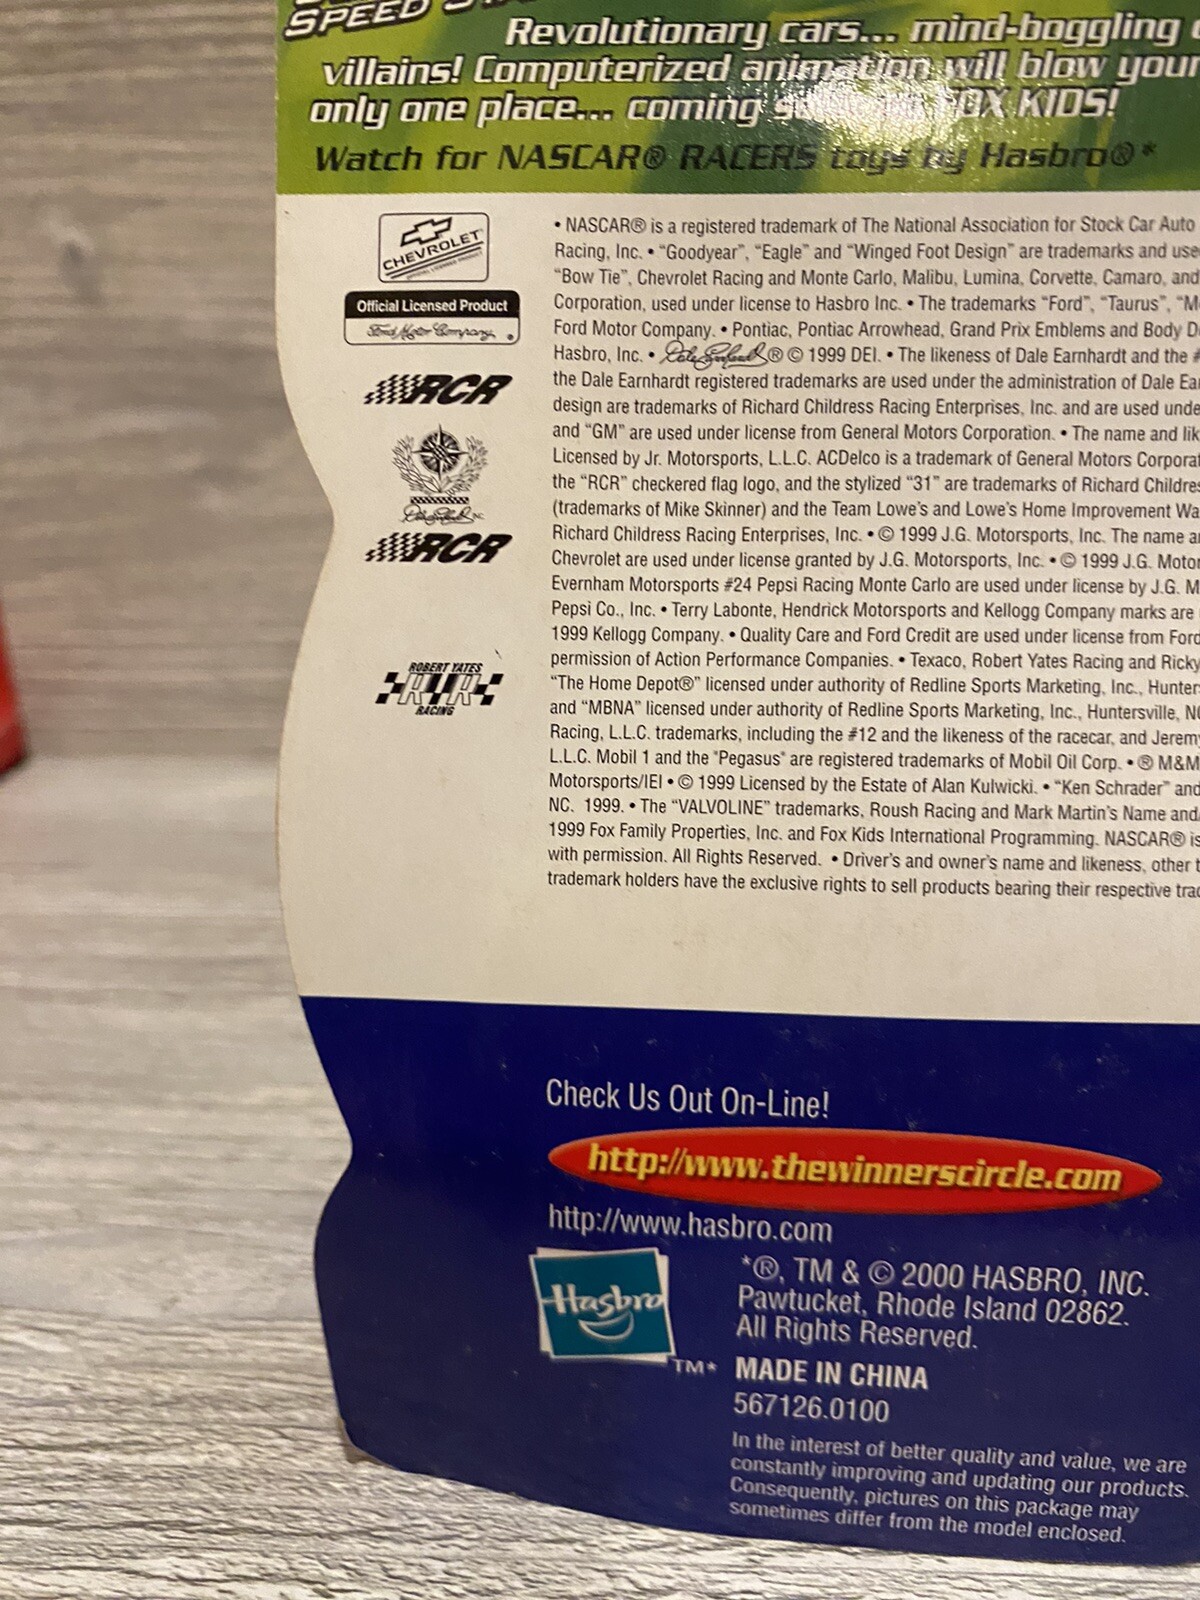 SPEED
Revolutionary cars... mind-boggling
villains! Computerized animation will blow your
only one place... coming FOX KIDS!
Watch for NASCAR® RACERS toys by Hasbro®*
CHEVROLET
Official Licensed Product
Ford Motor Company
RCR
RCR
ROBERT YATES
RYR
RACING
• NASCAR® is a registered trademark of The National Association for Stock Car Auto
Racing, Inc. • “Goodyear”, “Eagle” and “Winged Foot Design” are trademarks and use
“Bow Tie”, Chevrolet Racing and Monte Carlo, Malibu, Lumina, Corvette, Camaro, and
Corporation, used under license to Hasbro Inc. • The trademarks “Ford”, “Taurus”, “M
Ford Motor Company. • Pontiac, Pontiac Arrowhead, Grand Prix Emblems and Body D
Hasbro, Inc. • Dale Earnhardt ® © 1999 DEI. • The likeness of Dale Earnhardt and the #
the Dale Earnhardt registered trademarks are used under the administration of Dale Ea
design are trademarks of Richard Childress Racing Enterprises, Inc. and are used unde
and “GM” are used under license from General Motors Corporation. • The name and lik
Licensed by Jr. Motorsports, L.L.C. ACDelco is a trademark of General Motors Corporat
the “RCR” checkered flag logo, and the stylized “31” are trademarks of Richard Childres
(trademarks of Mike Skinner) and the Team Lowe’s and Lowe’s Home Improvement Wa
Richard Childress Racing Enterprises, Inc. • © 1999 J.G. Motorsports, Inc. The name a
Chevrolet are used under license granted by J.G. Motorsports, Inc. • © 1999 J.G. Motor
Evernham Motorsports #24 Pepsi Racing Monte Carlo are used under license by J.G. M
Pepsi Co., Inc. • Terry Labonte, Hendrick Motorsports and Kellogg Company marks are
1999 Kellogg Company. • Quality Care and Ford Credit are used under license from Ford
permission of Action Performance Companies. • Texaco, Robert Yates Racing and Ricky
“The Home Depot®” licensed under authority of Redline Sports Marketing, Inc., Hunter
and “MBNA” licensed under authority of Redline Sports Marketing, Inc., Huntersville, N
Racing, L.L.C. trademarks, including the #12 and the likeness of the racecar, and Jeremy
L.L.C. Mobil 1 and the "Pegasus" are registered trademarks of Mobil Oil Corp. • ® M&M
Motorsports/IEI • © 1999 Licensed by the Estate of Alan Kulwicki. • “Ken Schrader” and
NC. 1999. • The “VALVOLINE” trademarks, Roush Racing and Mark Martin’s Name and/
1999 Fox Family Properties, Inc. and Fox Kids International Programming. NASCAR® is
with permission. All Rights Reserved. • Driver’s and owner’s name and likeness, other t
trademark holders have the exclusive rights to sell products bearing their respective trad
Check Us Out On-Line!
http://www.thewinnerscircle.com
http://www.hasbro.com
Hasbro
TM*
*®, TM & © 2000 HASBRO, INC.
Pawtucket, Rhode Island 02862.
All Rights Reserved.
MADE IN CHINA
567126.0100
In the interest of better quality and value, we are
constantly improving and updating our products.
Consequently, pictures on this package may
sometimes differ from the model enclosed.